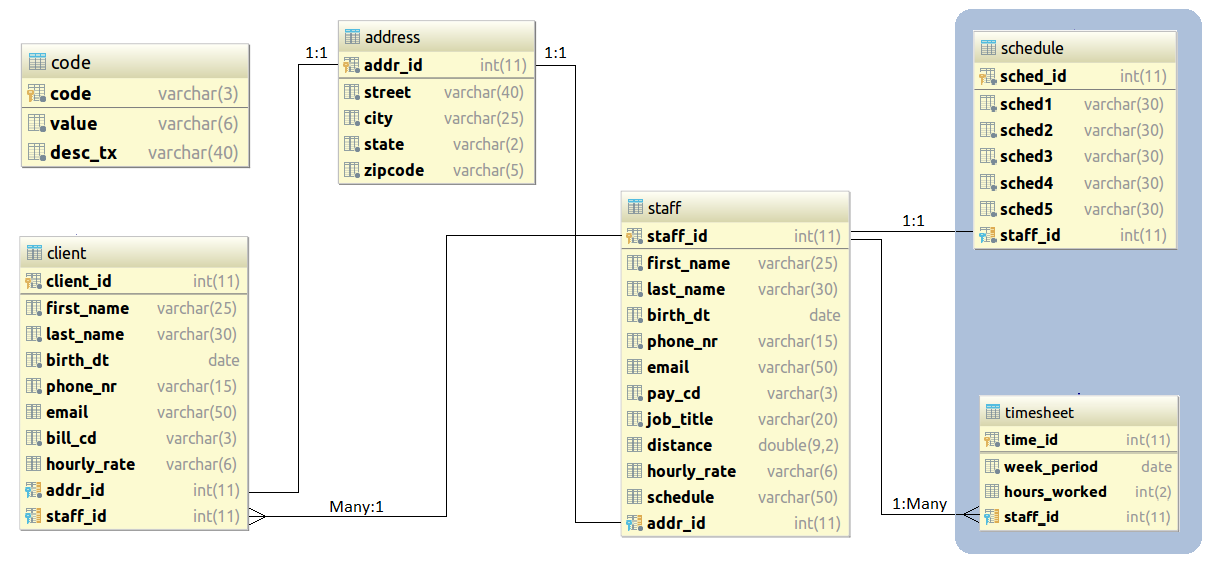 code
code varchar(3)
value varchar(6)
desc_tx varchar(40)
1:1
address
addr_id int(11)
street varchar(40)
city varchar(25)
state varchar(2)
zipcode varchar(5)
1:1
schedule
sched_id int(11)
sched1 varchar(30)
sched2 varchar(30)
sched3 varchar(30)
sched4 varchar(30)
sched5 varchar(30)
staff_id int(11)
client
client_id int(11)
first_name varchar(25)
last_name varchar(30)
birth_dt date
phone_nr varchar(15)
email varchar(50)
bill_cd varchar(3)
hourly_rate varchar(6)
addr_id int(11)
staff_id int(11)
Many:1
staff
staff_id int(11)
first_name varchar(25)
last_name varchar(30)
birth_dt date
phone_nr varchar(15)
email varchar(50)
pay_cd varchar(3)
job_title varchar(20)
distance double(9,2)
hourly_rate varchar(6)
schedule varchar(50)
addr_id int(11)
1:1
1:Many
timesheet
time_id int(11)
week_period date
hours_worked int(2)
staff_id int(11)